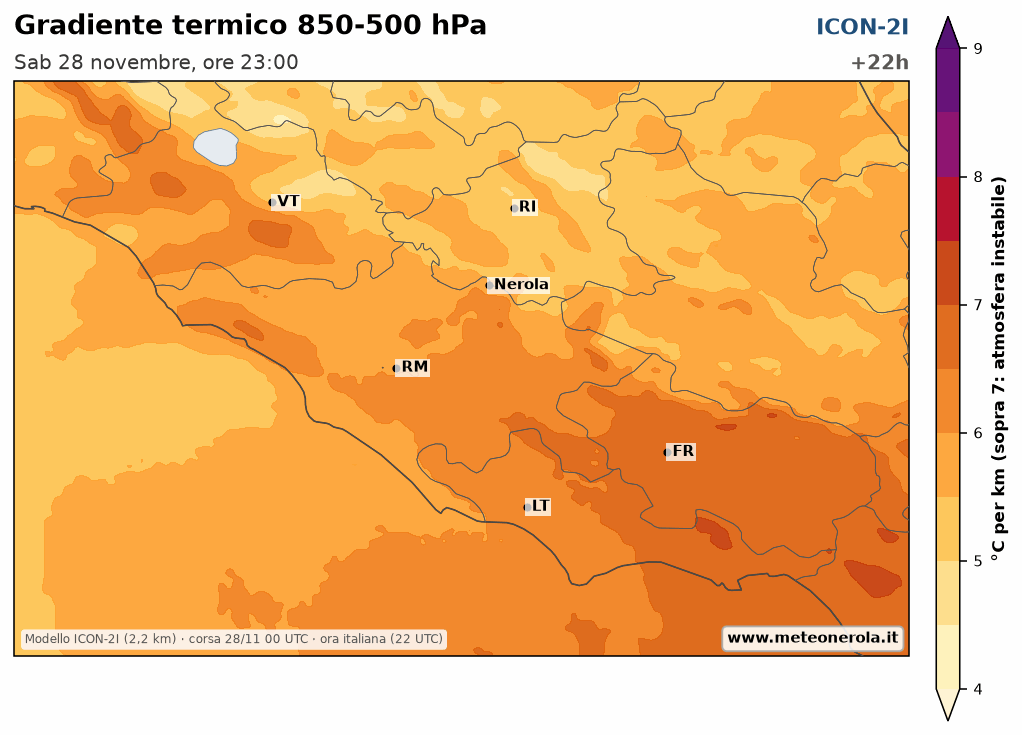 Gradiente termico 850-500 hPa
ICON-2I
Sab 28 novembre, ore 23:00
+22h
VT
RI
Nerola
RM
FR
LT
Modello ICON-2I (2,2 km) · corsa 28/11 00 UTC · ora italiana (22 UTC)
www.meteonerola.it
9
8
7
6
5
4
°C per km (sopra 7: atmosfera instabile)